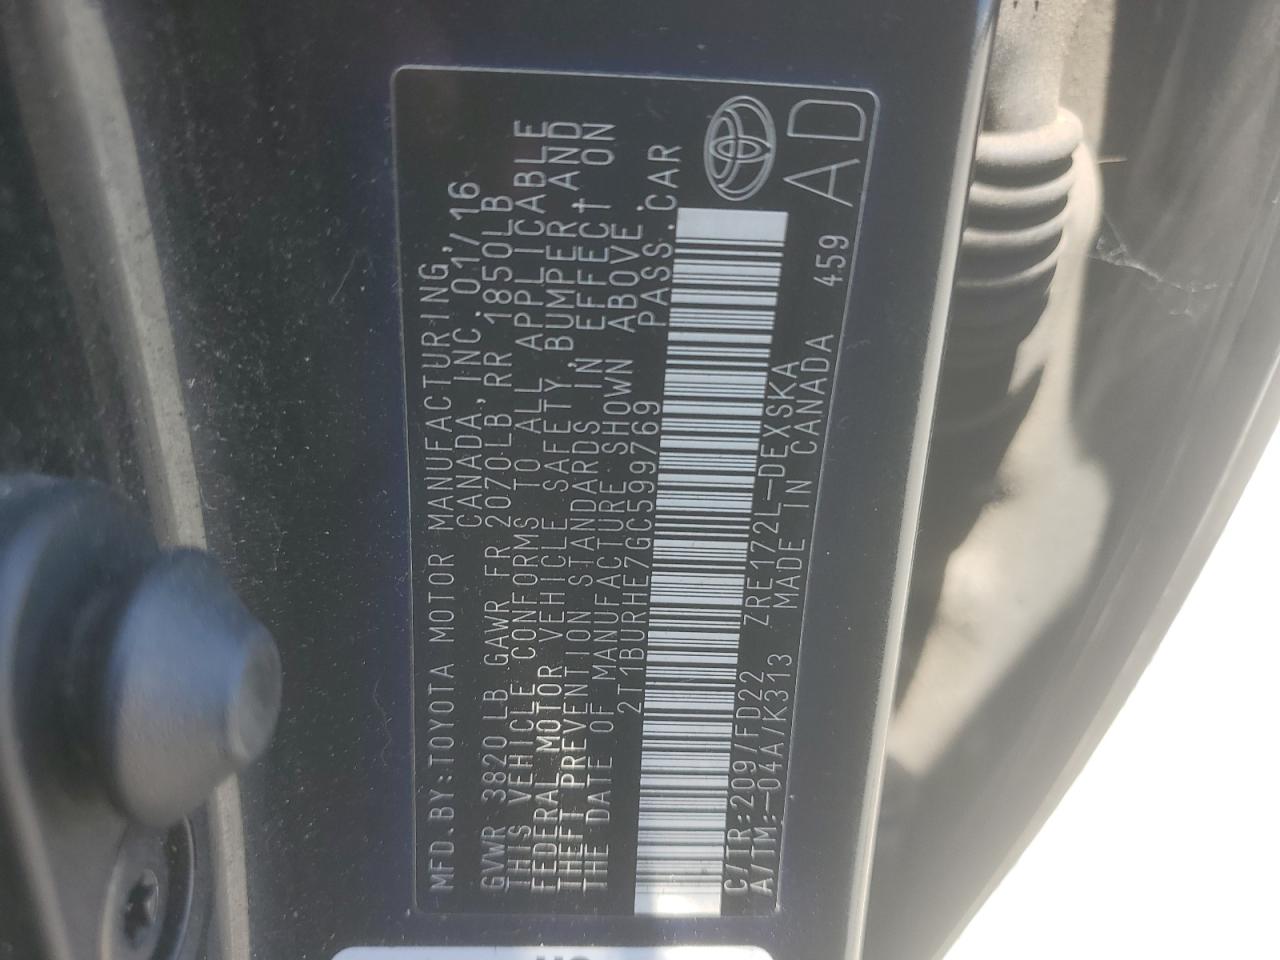 MFD.BY:TOYOTA MOTOR MANUFACTURING,
CANADA,INC.01/16
GVWR 3820LB GAWR FR 2070LB RR 1850LB
THIS VEHICLE CONFORMS TO ALL APPLICABLE
FEDERAL MOTOR VEHICLE SAFETY,BUMPER,AND
THEFT PREVENTION STANDARDS IN EFFECT ON
THE DATE OF MANUFACTURE SHOWN ABOVE.
2T1BURHE7GC599769 PASS.CAR
C/TR:209/FD22 ZRE172L-DEXSKA 459
A/TM:-04A/K313 MADE IN CANADA
AD